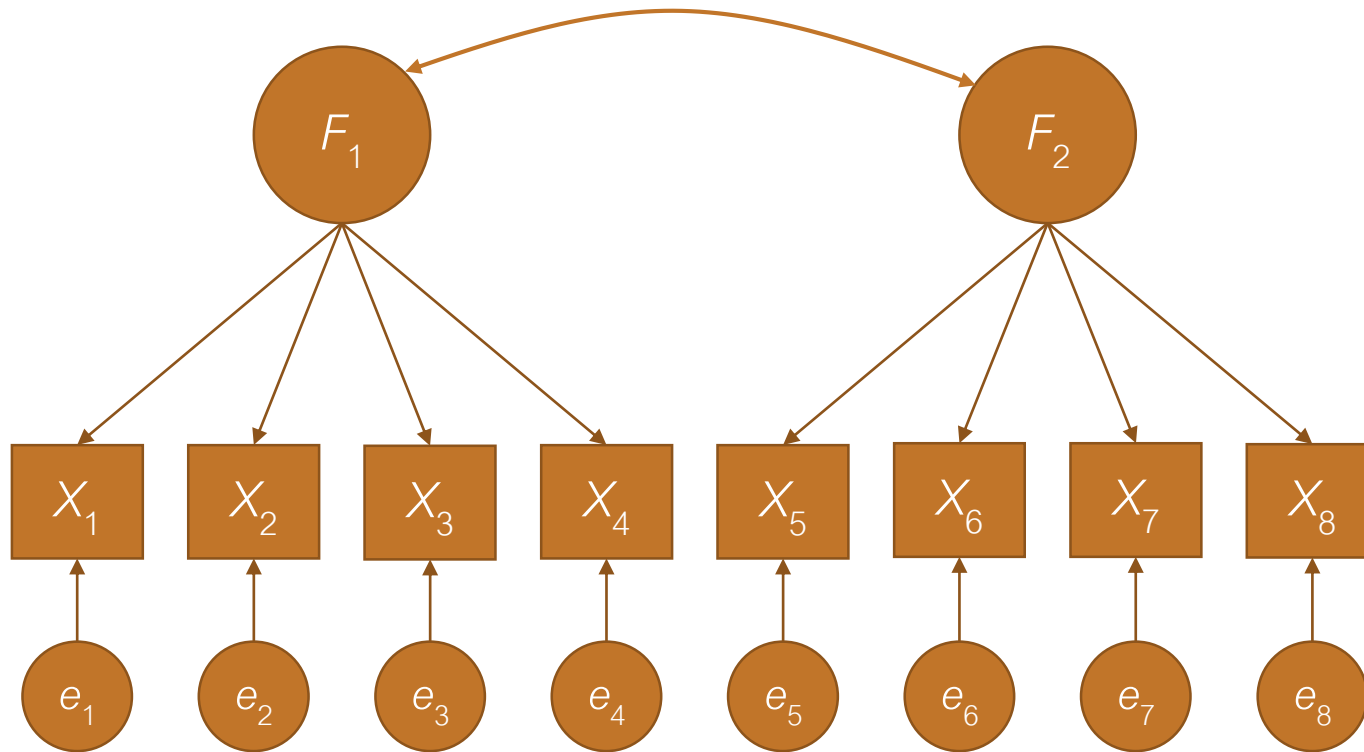 F₁ F₂
X₁ X₂ X₃ X₄ X₅ X₆ X₇ X₈
e₁ e₂ e₃ e₄ e₅ e₆ e₇ e₈